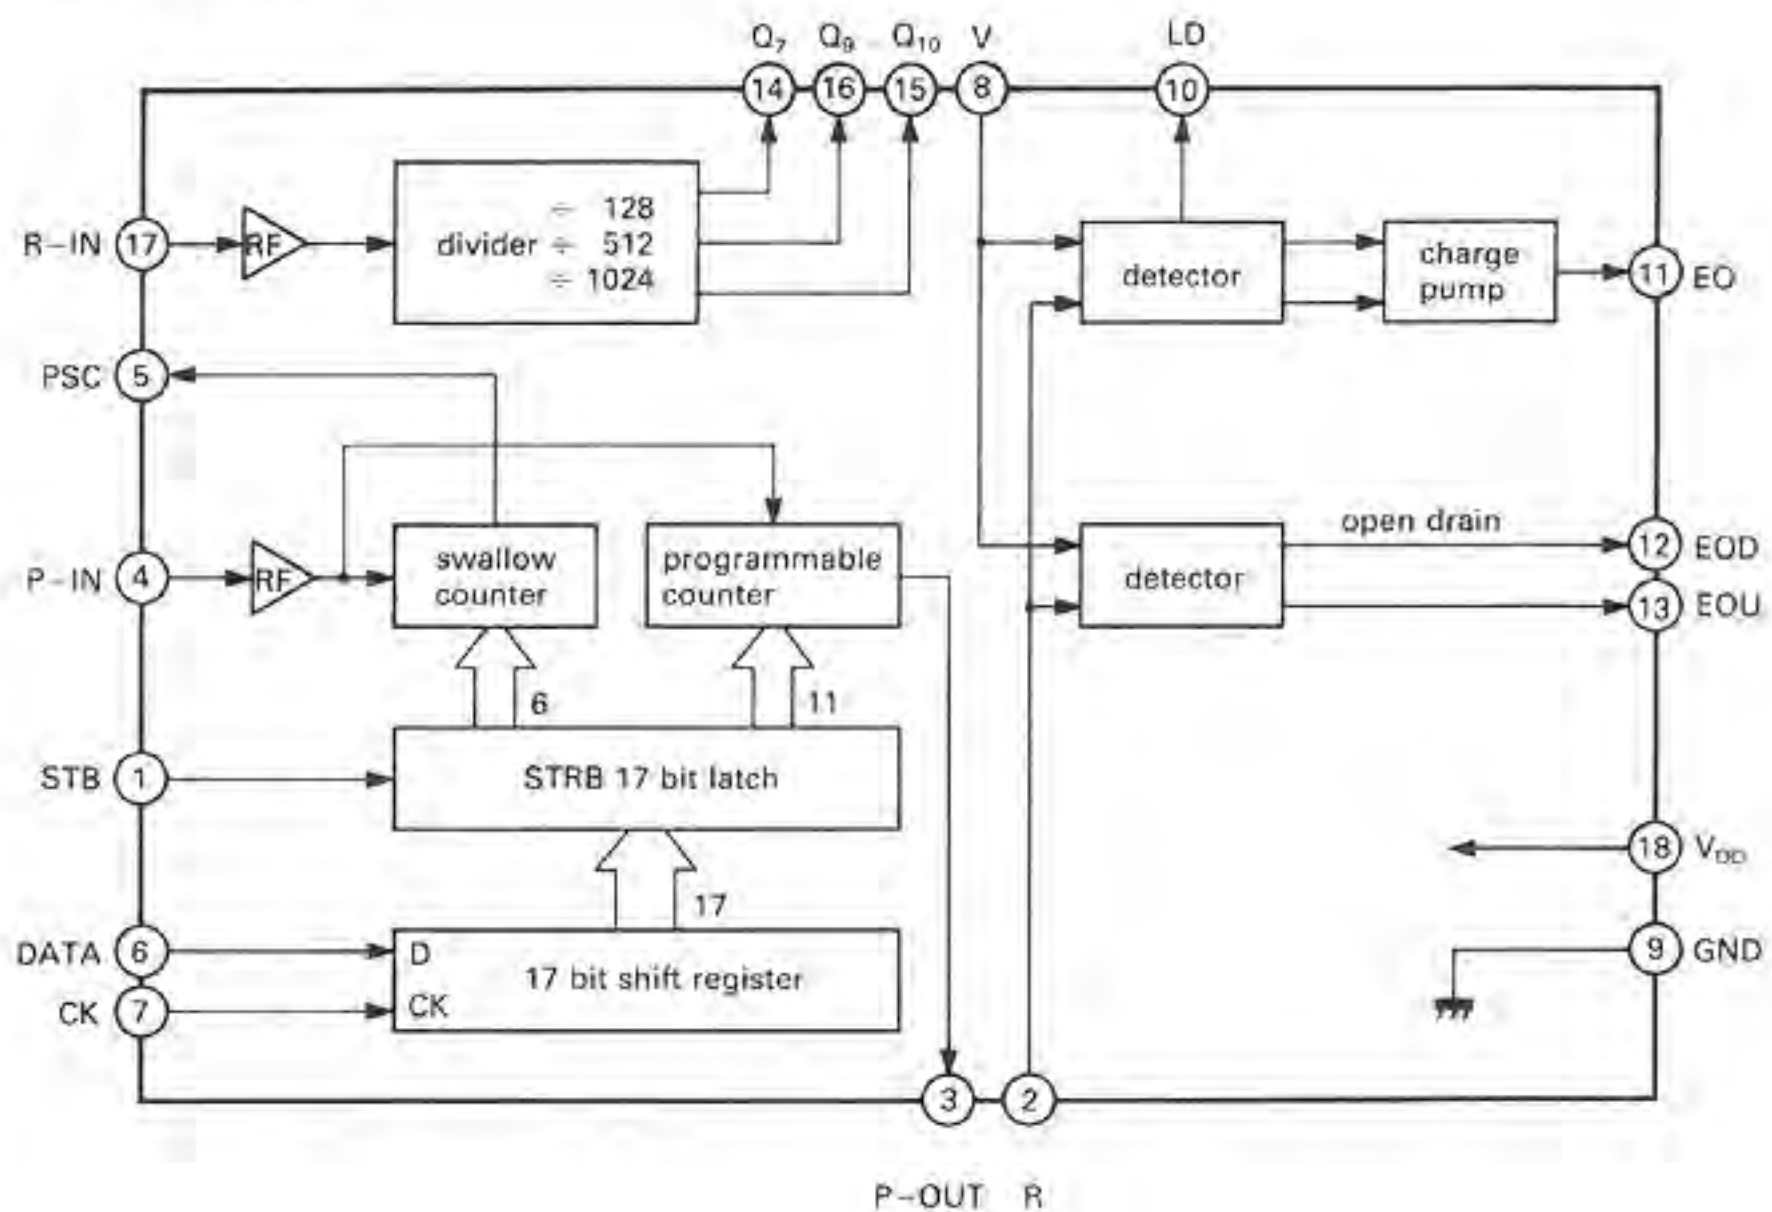 Q₇ Q₉ Q₁₀ V LD
14 16 15 8 10
÷ 128
R-IN 17 RF divider ÷ 512
÷ 1024
detector
charge
pump
11 EO
PSC 5
open drain
P-IN 4 RF
swallow
counter
programmable
counter
detector
12 EOD
13 EOU
6 11
STB 1 STRB 17 bit latch
18 V_DD
17
DATA 6 D
17 bit shift register
CK 7 CK
9 GND
3 2
P-OUT R